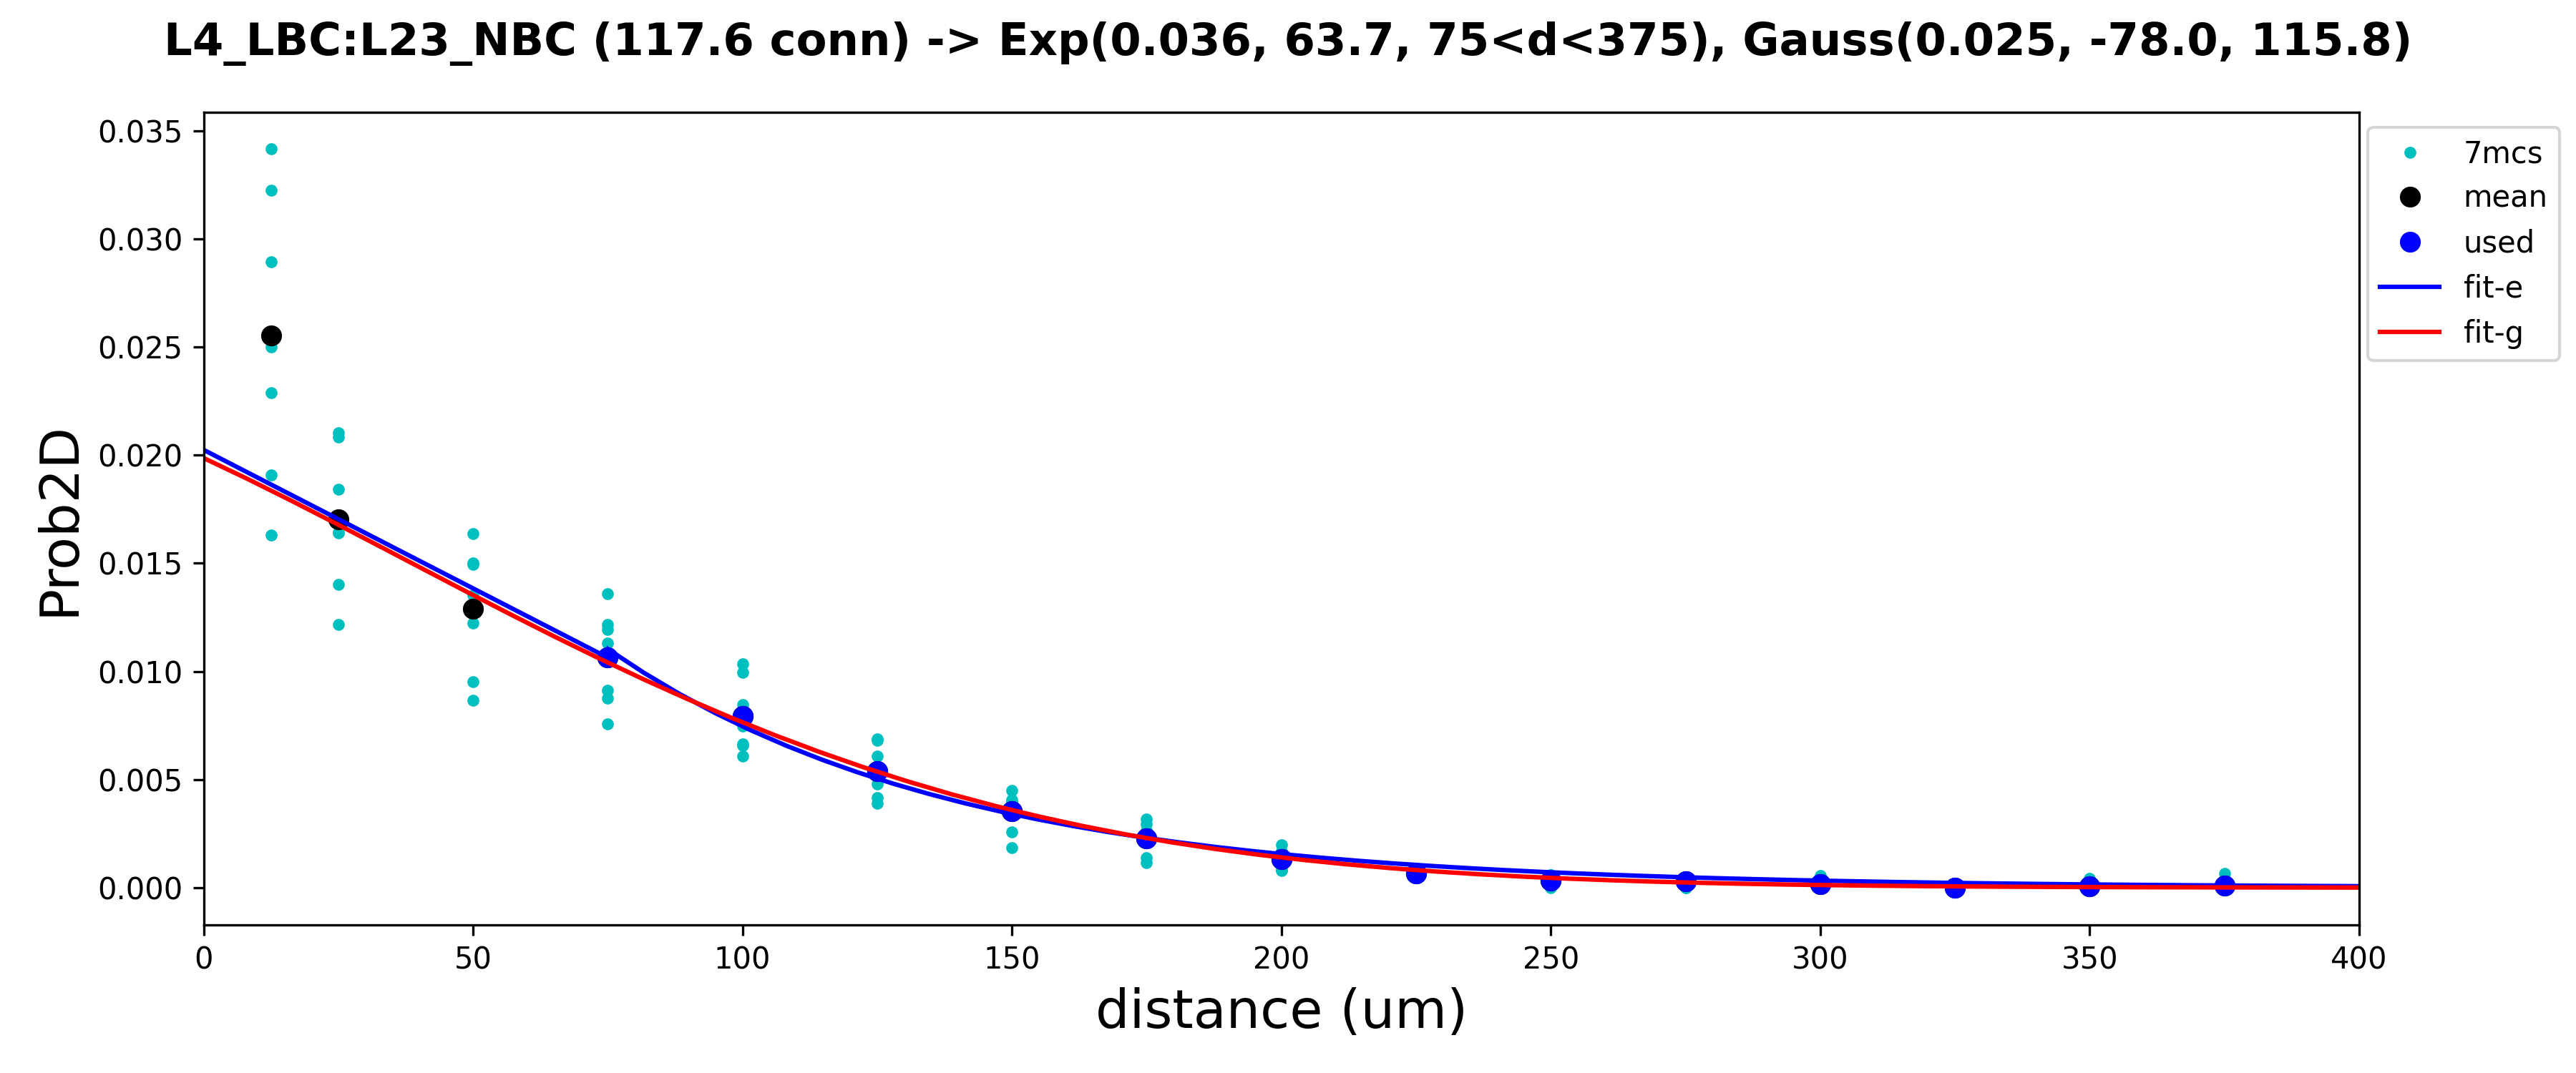 L4_LBC:L23_NBC (117.6 conn) -> Exp(0.036, 63.7, 75<d<375), Gauss(0.025, -78.0, 115.8)
0.035
0.030
0.025
0.020
0.015
0.010
0.005
0.000
Prob2D
0 50 100 150 200 250 300 350 400
distance (um)
7mcs
mean
used
fit-e
fit-g